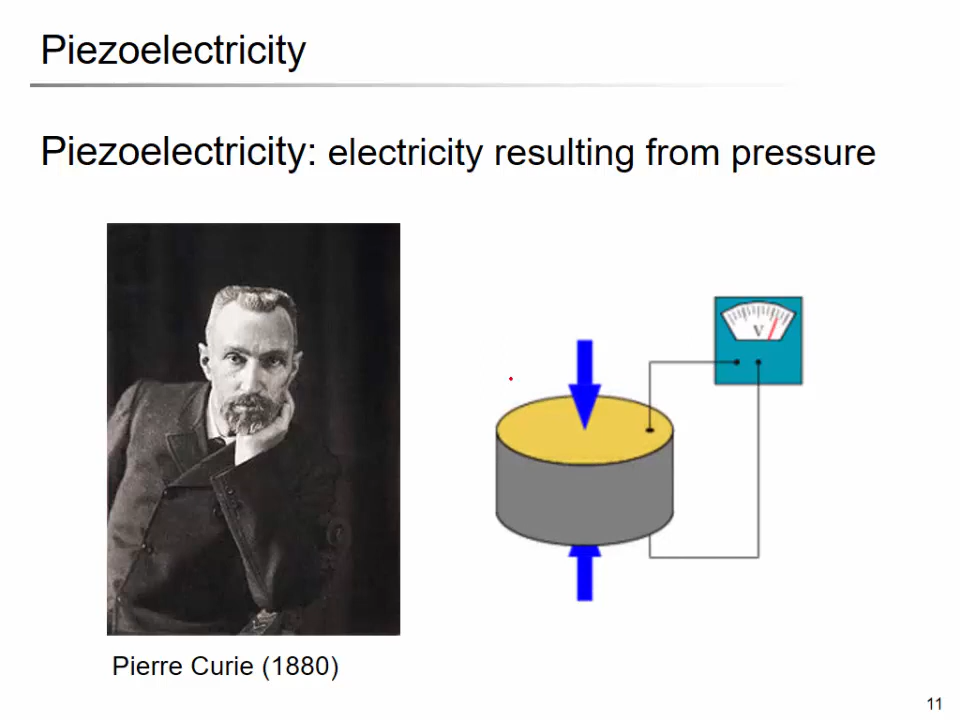 Piezoelectricity
Piezoelectricity: electricity resulting from pressure
V
Pierre Curie (1880)
11